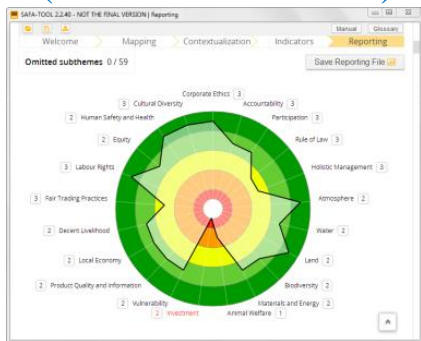 SAFA-TOOL 2.2.40 - NOT THE FINAL VERSION | Reporting
Manual Glossary
Welcome Mapping Contextualization Indicators Reporting
Omitted subthemes 0 / 59
Save Reporting File
Corporate Ethics 3
3 Cultural Diversity
Accountability 3
2 Human Safety and Health
Participation 3
2 Equity
Rule of Law 3
3 Labour Rights
Holistic Management 3
3 Fair Trading Practices
Atmosphere 2
2 Decent Livelihood
Water 2
2 Local Economy
Land 2
2 Product Quality and Information
Biodiversity 2
2 Vulnerability
Materials and Energy 2
2 Investment
Animal Welfare 1